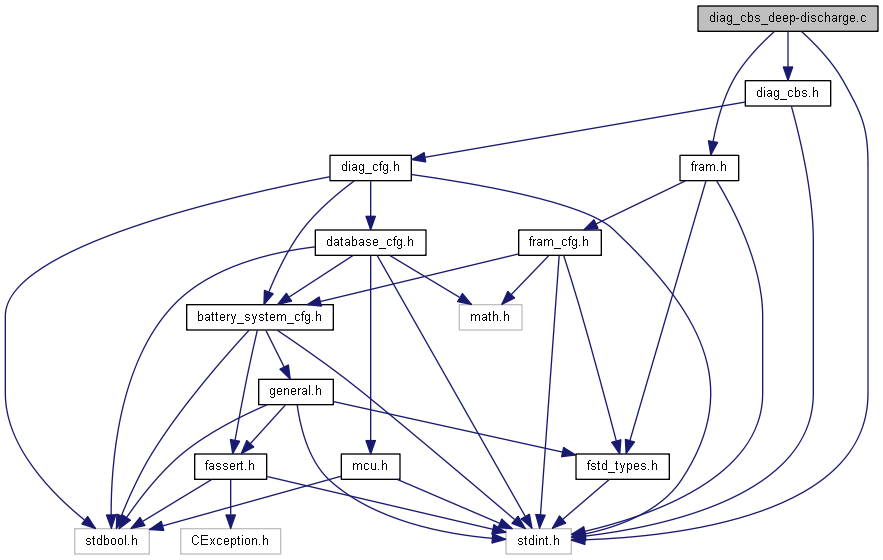 diag_cbs_deep-discharge.c
diag_cbs.h
diag_cfg.h
fram.h
database_cfg.h
fram_cfg.h
battery_system_cfg.h
math.h
general.h
fassert.h
mcu.h
fstd_types.h
stdbool.h
CException.h
stdint.h